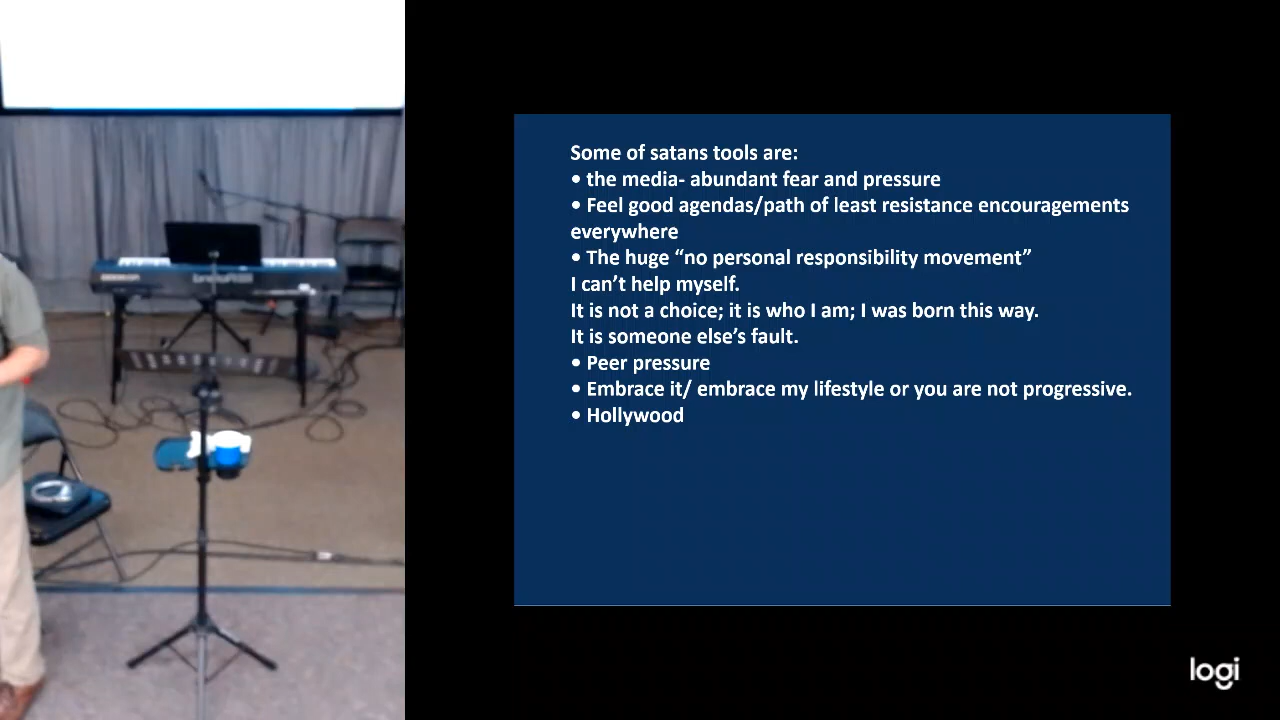 Some of satans tools are:
• the media- abundant fear and pressure
• Feel good agendas/path of least resistance encouragements
everywhere
• The huge “no personal responsibility movement”
I can’t help myself.
It is not a choice; it is who I am; I was born this way.
It is someone else’s fault.
• Peer pressure
• Embrace it/ embrace my lifestyle or you are not progressive.
• Hollywood
logi